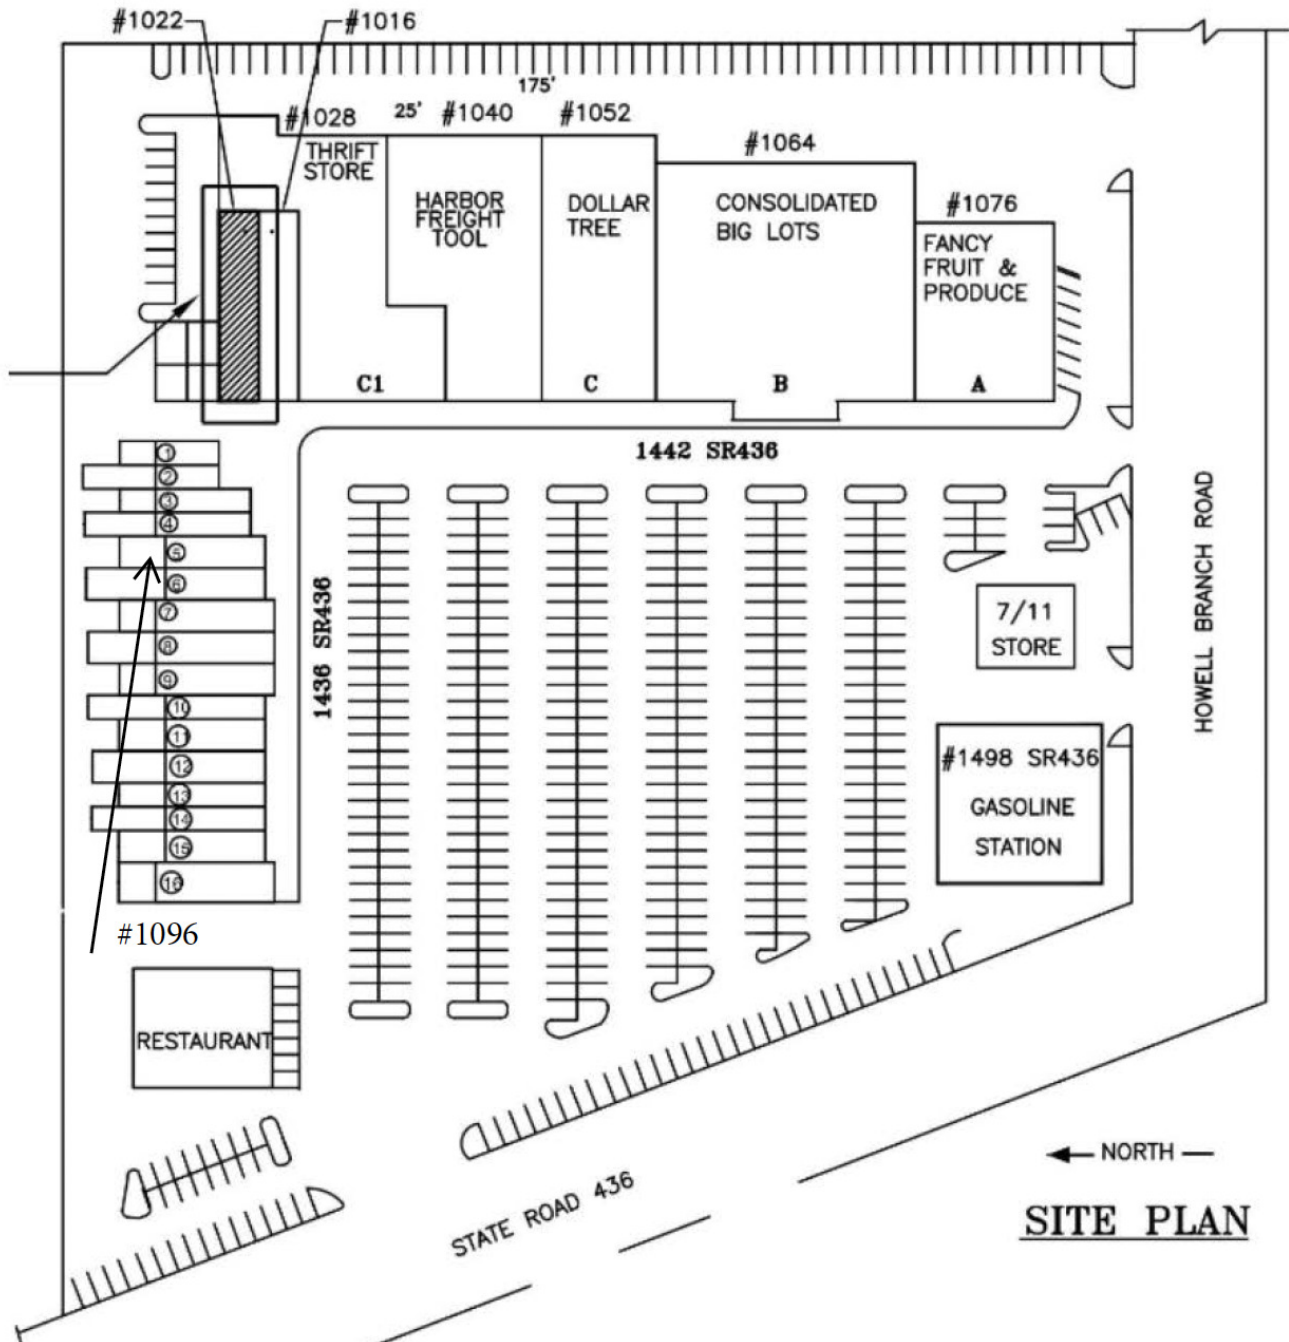 #1022
#1016
175'
#1028
25'
#1040
#1052
#1064
#1076
THRIFT
STORE
HARBOR
FREIGHT
TOOL
DOLLAR
TREE
CONSOLIDATED
BIG LOTS
FANCY
FRUIT &
PRODUCE
C1
C
B
A
1442 SR436
1
2
3
4
5
6
7
8
9
10
11
12
13
14
15
16
1436 SR436
7/11
STORE
HOWELL BRANCH ROAD
#1498 SR436
GASOLINE
STATION
#1096
RESTAURANT
STATE ROAD 436
NORTH
SITE PLAN